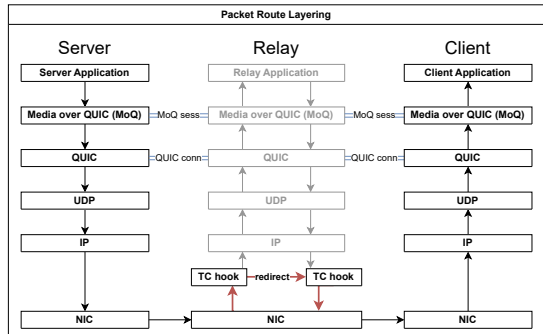 Packet Route Layering
Server Relay Client
Server Application Relay Application Client Application
Media over QUIC (MoQ) MoQ sess Media over QUIC (MoQ) MoQ sess Media over QUIC (MoQ)
QUIC QUIC conn QUIC QUIC conn QUIC
UDP UDP UDP
IP IP IP
TC hook redirect TC hook
NIC NIC NIC